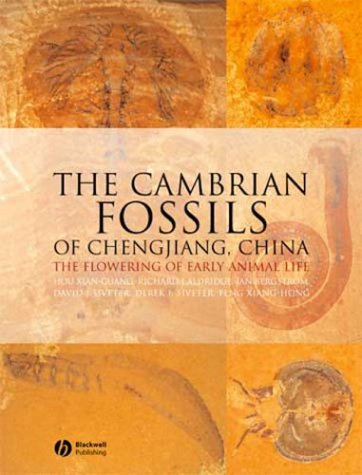 THE CAMBRIAN
FOSSILS
OF CHENGJIANG, CHINA
THE FLOWERING OF EARLY ANIMAL LIFE
HOU XIAN-GUANG, RICHARD J. ALDRIDGE, JAN BERGSTRÖM,
DAVID J. SIVETER, DEREK J. SIVETER, FENG XIANG-HONG
Blackwell
Publishing